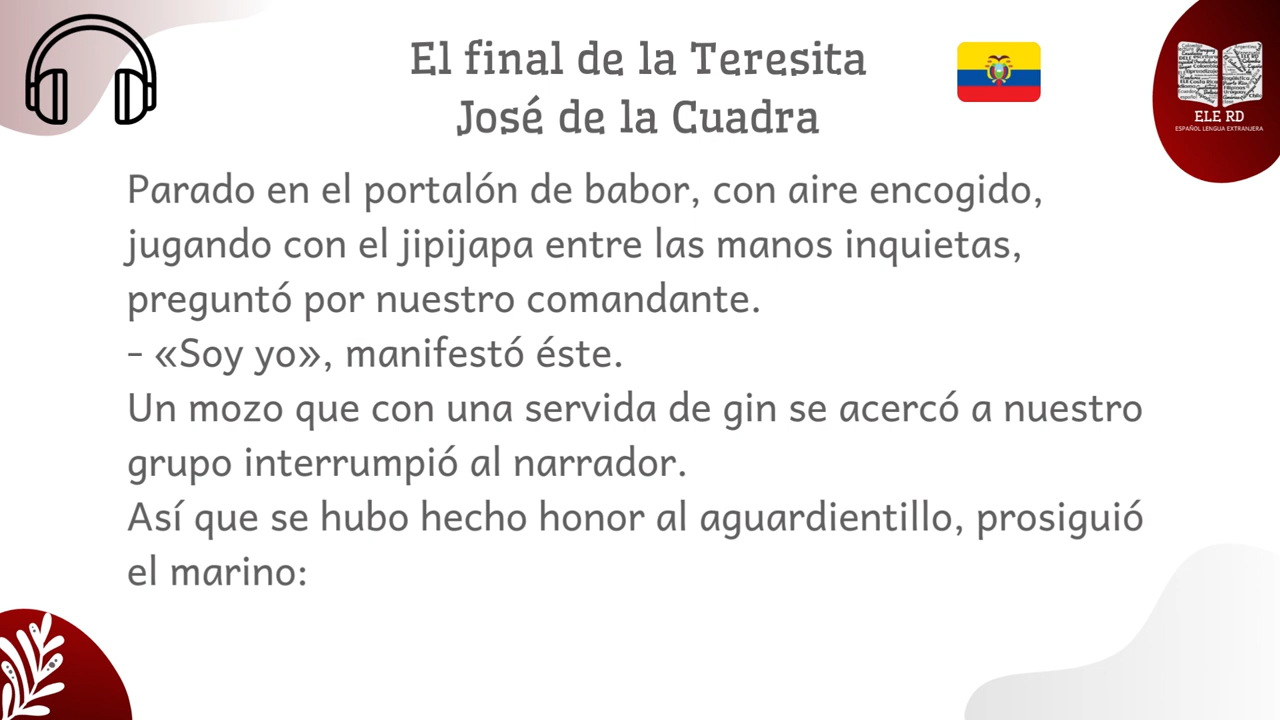 El final de la Teresita
José de la Cuadra
ELE RD
ESPAÑOL LENGUA EXTRANJERA
Parado en el portalón de babor, con aire encogido,
jugando con el jipijapa entre las manos inquietas,
preguntó por nuestro comandante.
- «Soy yo», manifestó éste.
Un mozo que con una servida de gin se acercó a nuestro
grupo interrumpió al narrador.
Así que se hubo hecho honor al aguardientillo, prosiguió
el marino: